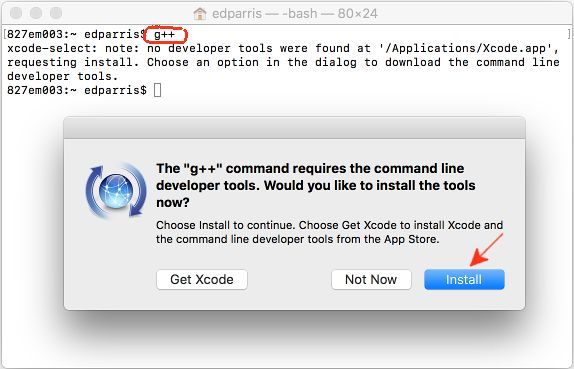 edparris — -bash — 80×24
[827em003:~ edparris$ g++ ]
xcode-select: note: no developer tools were found at '/Applications/Xcode.app',
requesting install. Choose an option in the dialog to download the command line
developer tools.
827em003:~ edparris$
The "g++" command requires the command line
developer tools. Would you like to install the tools
now?
Choose Install to continue. Choose Get Xcode to install Xcode and
the command line developer tools from the App Store.
Get Xcode Not Now Install